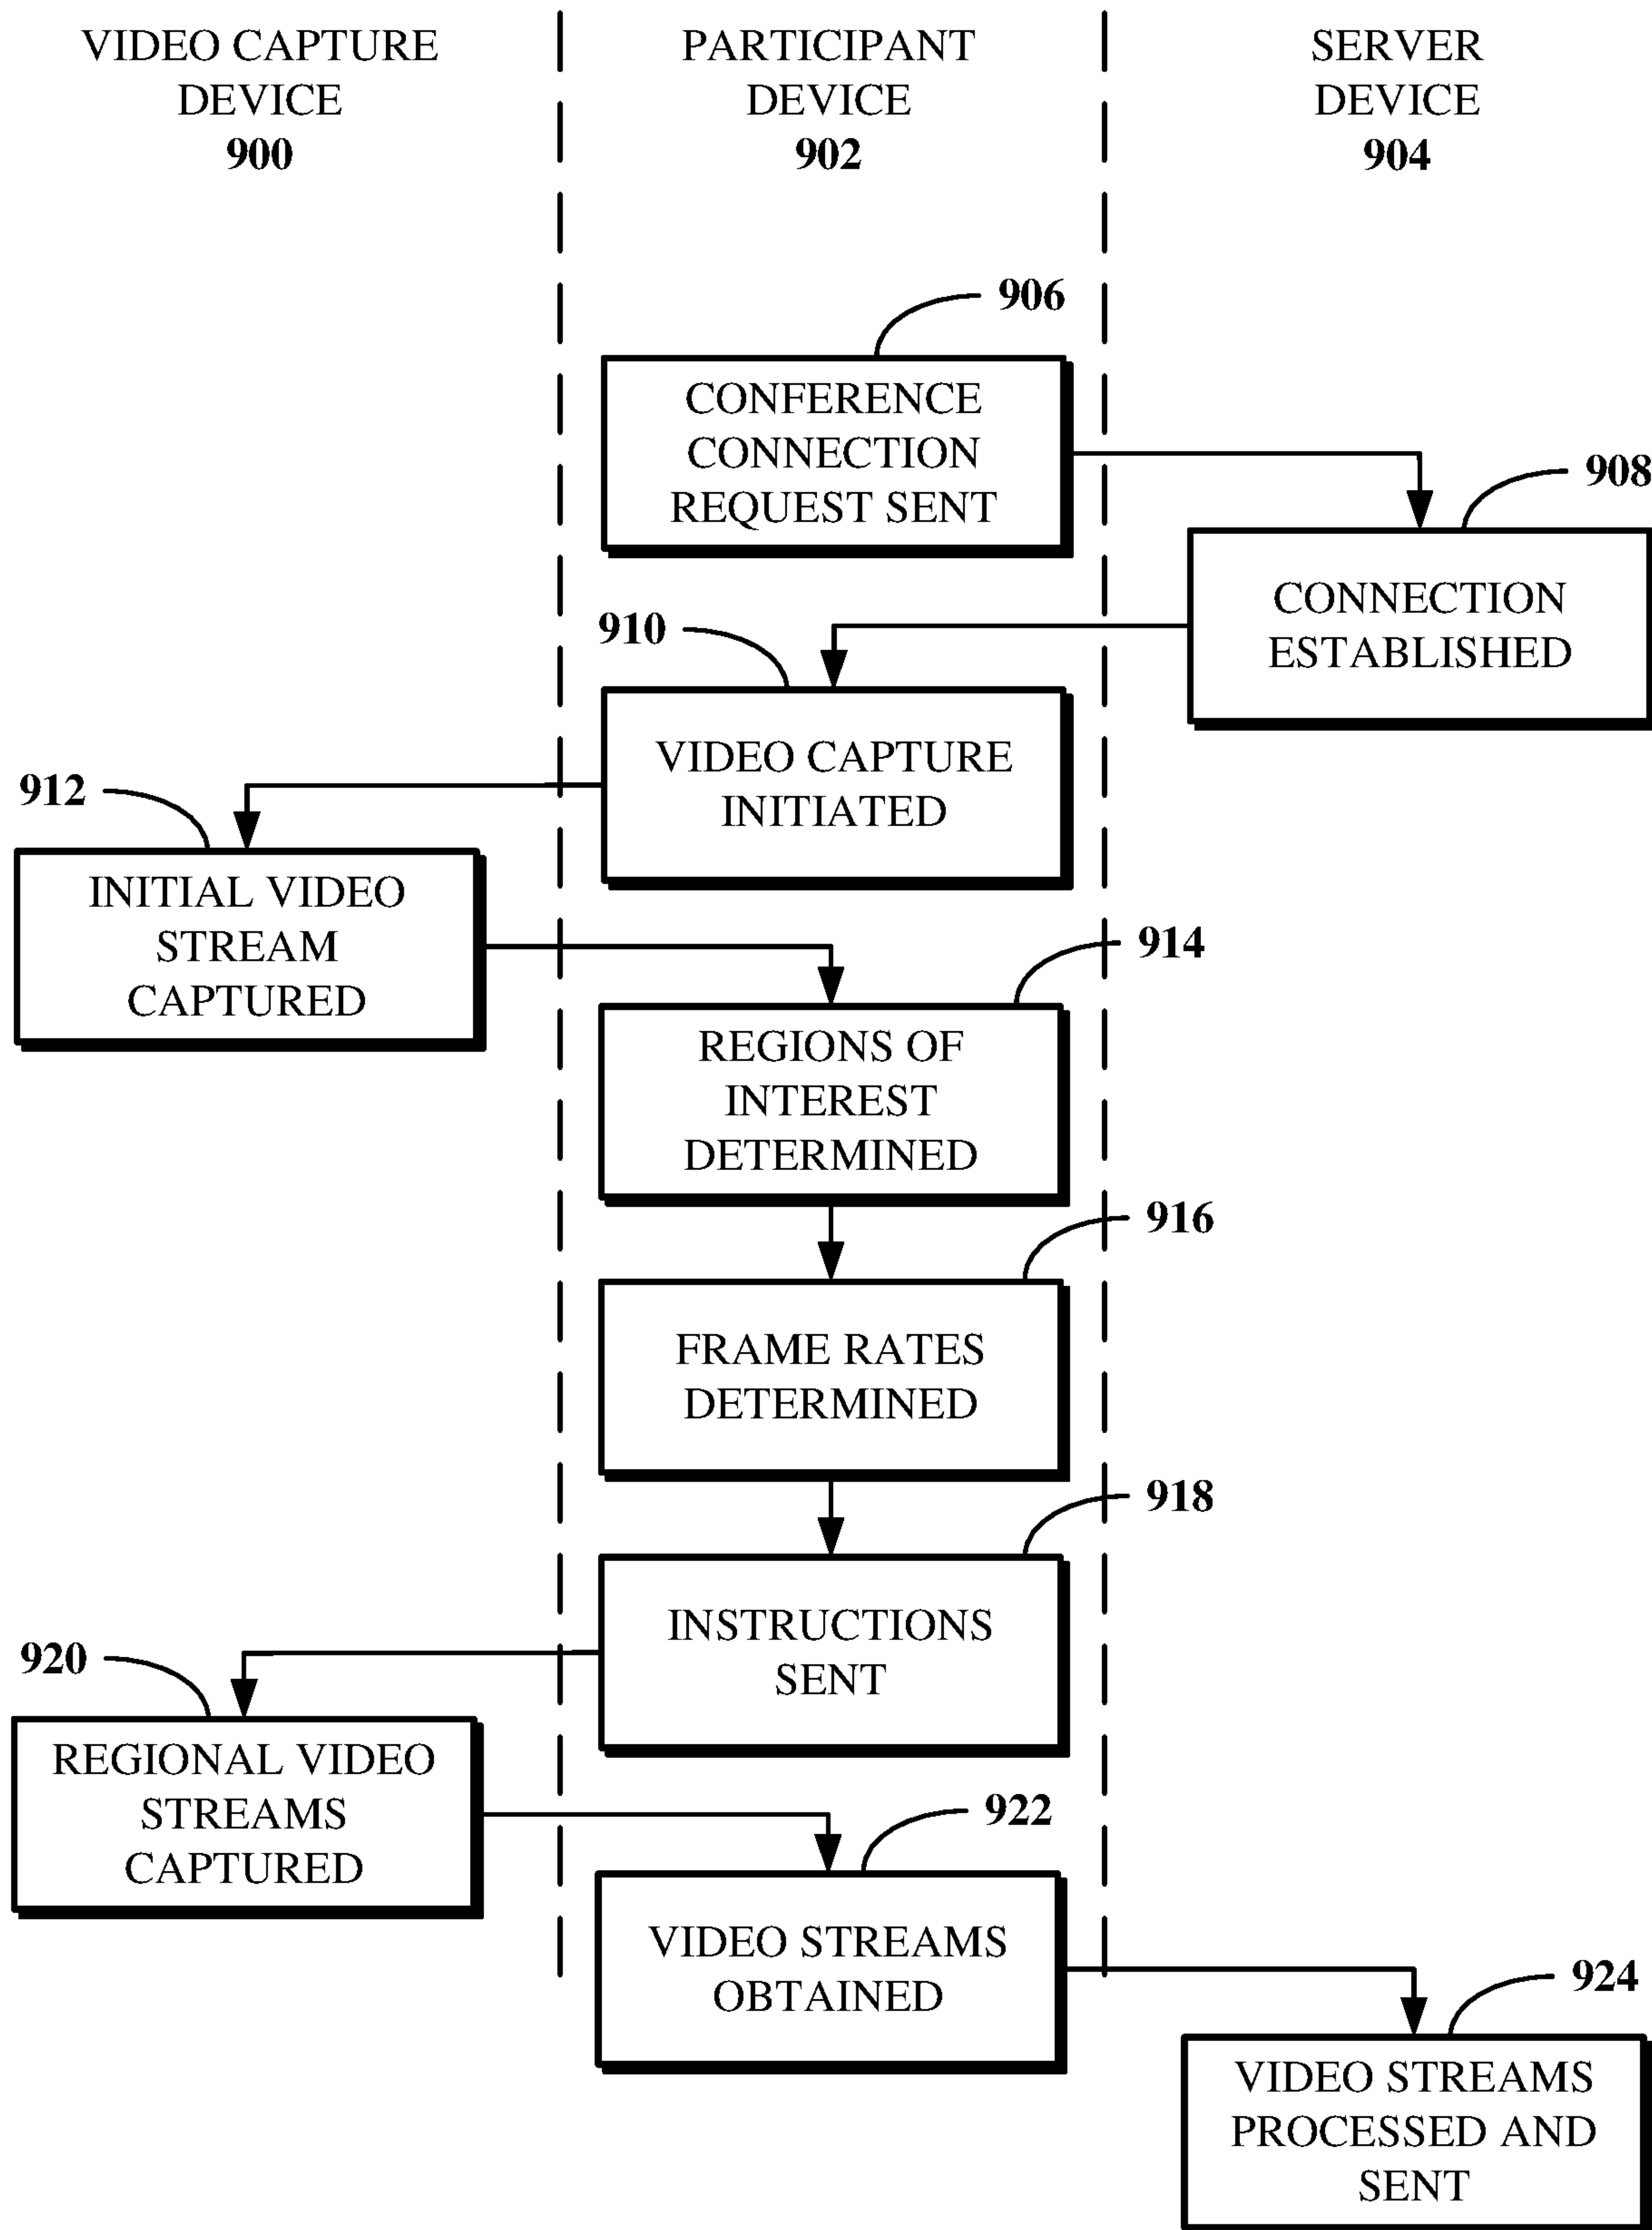 VIDEO CAPTURE
DEVICE
900
PARTICIPANT
DEVICE
902
SERVER
DEVICE
904
906
CONFERENCE
CONNECTION
REQUEST SENT
908
CONNECTION
ESTABLISHED
910
VIDEO CAPTURE
INITIATED
912
INITIAL VIDEO
STREAM
CAPTURED
914
REGIONS OF
INTEREST
DETERMINED
916
FRAME RATES
DETERMINED
918
INSTRUCTIONS
SENT
920
REGIONAL VIDEO
STREAMS
CAPTURED
922
VIDEO STREAMS
OBTAINED
924
VIDEO STREAMS
PROCESSED AND
SENT